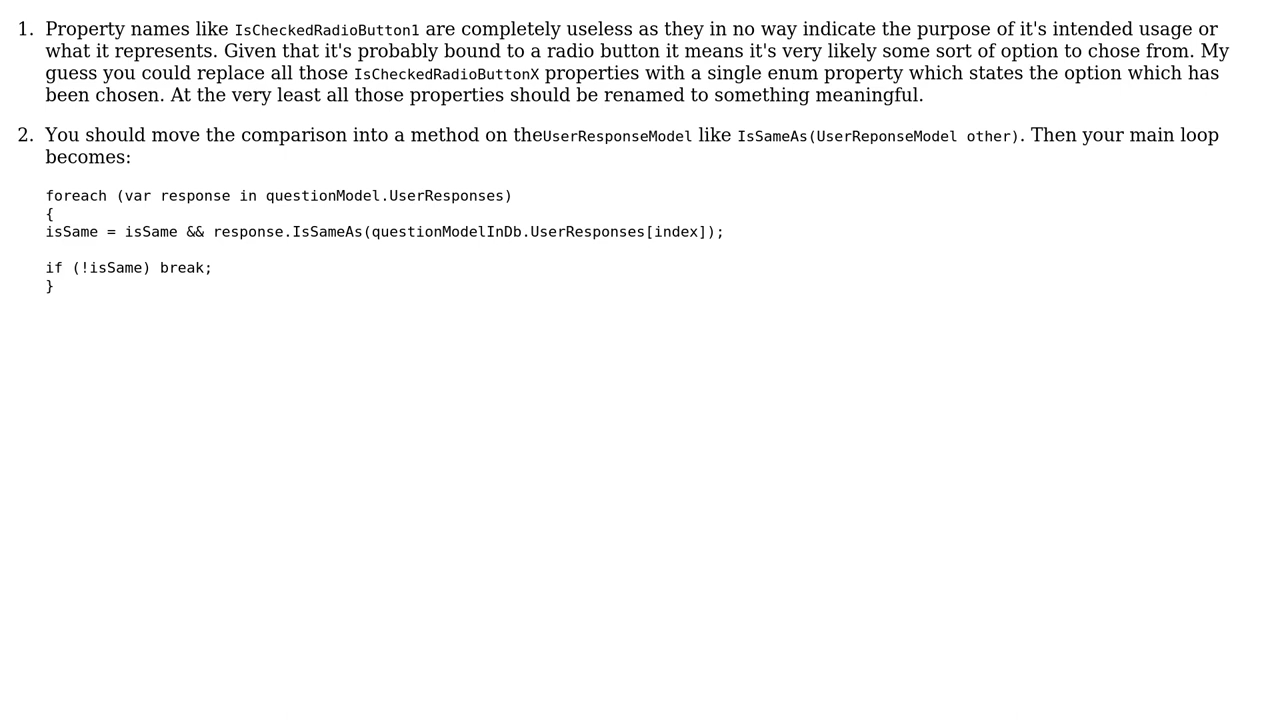 1. Property names like IsCheckedRadioButton1 are completely useless as they in no way indicate the purpose of it's intended usage or
what it represents. Given that it's probably bound to a radio button it means it's very likely some sort of option to chose from. My
guess you could replace all those IsCheckedRadioButtonX properties with a single enum property which states the option which has
been chosen. At the very least all those properties should be renamed to something meaningful.
2. You should move the comparison into a method on theUserResponseModel like IsSameAs(UserReponseModel other). Then your main loop
becomes:
foreach (var response in questionModel.UserResponses)
{
isSame = isSame && response.IsSameAs(questionModelInDb.UserResponses[index]);
if (!isSame) break;
}